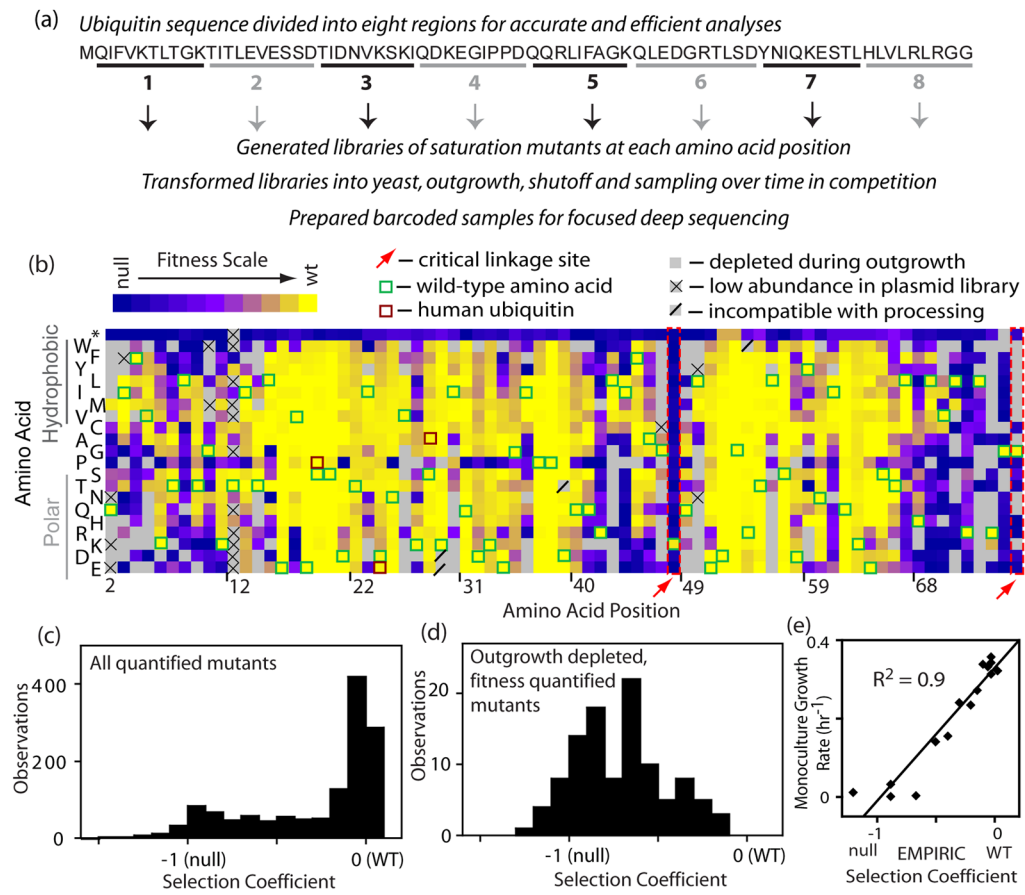 (a)
Ubiquitin sequence divided into eight regions for accurate and efficient analyses
MQIFVKTLTGKTITLEVESSDTIDNVKSKIQDKEGIPPDQQRLIFAGKQLEDGRTLSDYNIQKESTLHLVLRLRGG
1 2 3 4 5 6 7 8
Generated libraries of saturation mutants at each amino acid position
Transformed libraries into yeast, outgrowth, shutoff and sampling over time in competition
Prepared barcoded samples for focused deep sequencing
(b)
null Fitness Scale wt
– critical linkage site
– wild-type amino acid
– human ubiquitin
– depleted during outgrowth
– low abundance in plasmid library
– incompatible with processing
Amino Acid
Hydrophobic
Polar
*
W
F
Y
L
I
M
V
C
A
G
P
S
T
N
Q
H
R
K
D
E
2 12 22 31 40 49 59 68
Amino Acid Position
(c)
All quantified mutants
Observations
400
200
0
-1 (null) 0 (WT)
Selection Coefficient
(d)
Outgrowth depleted,
fitness quantified
mutants
Observations
20
0
-1 (null) 0 (WT)
Selection Coefficient
(e)
R² = 0.9
Monoculture Growth
Rate (hr⁻¹)
0.4
0
-1 0
null EMPIRIC WT
Selection Coefficient